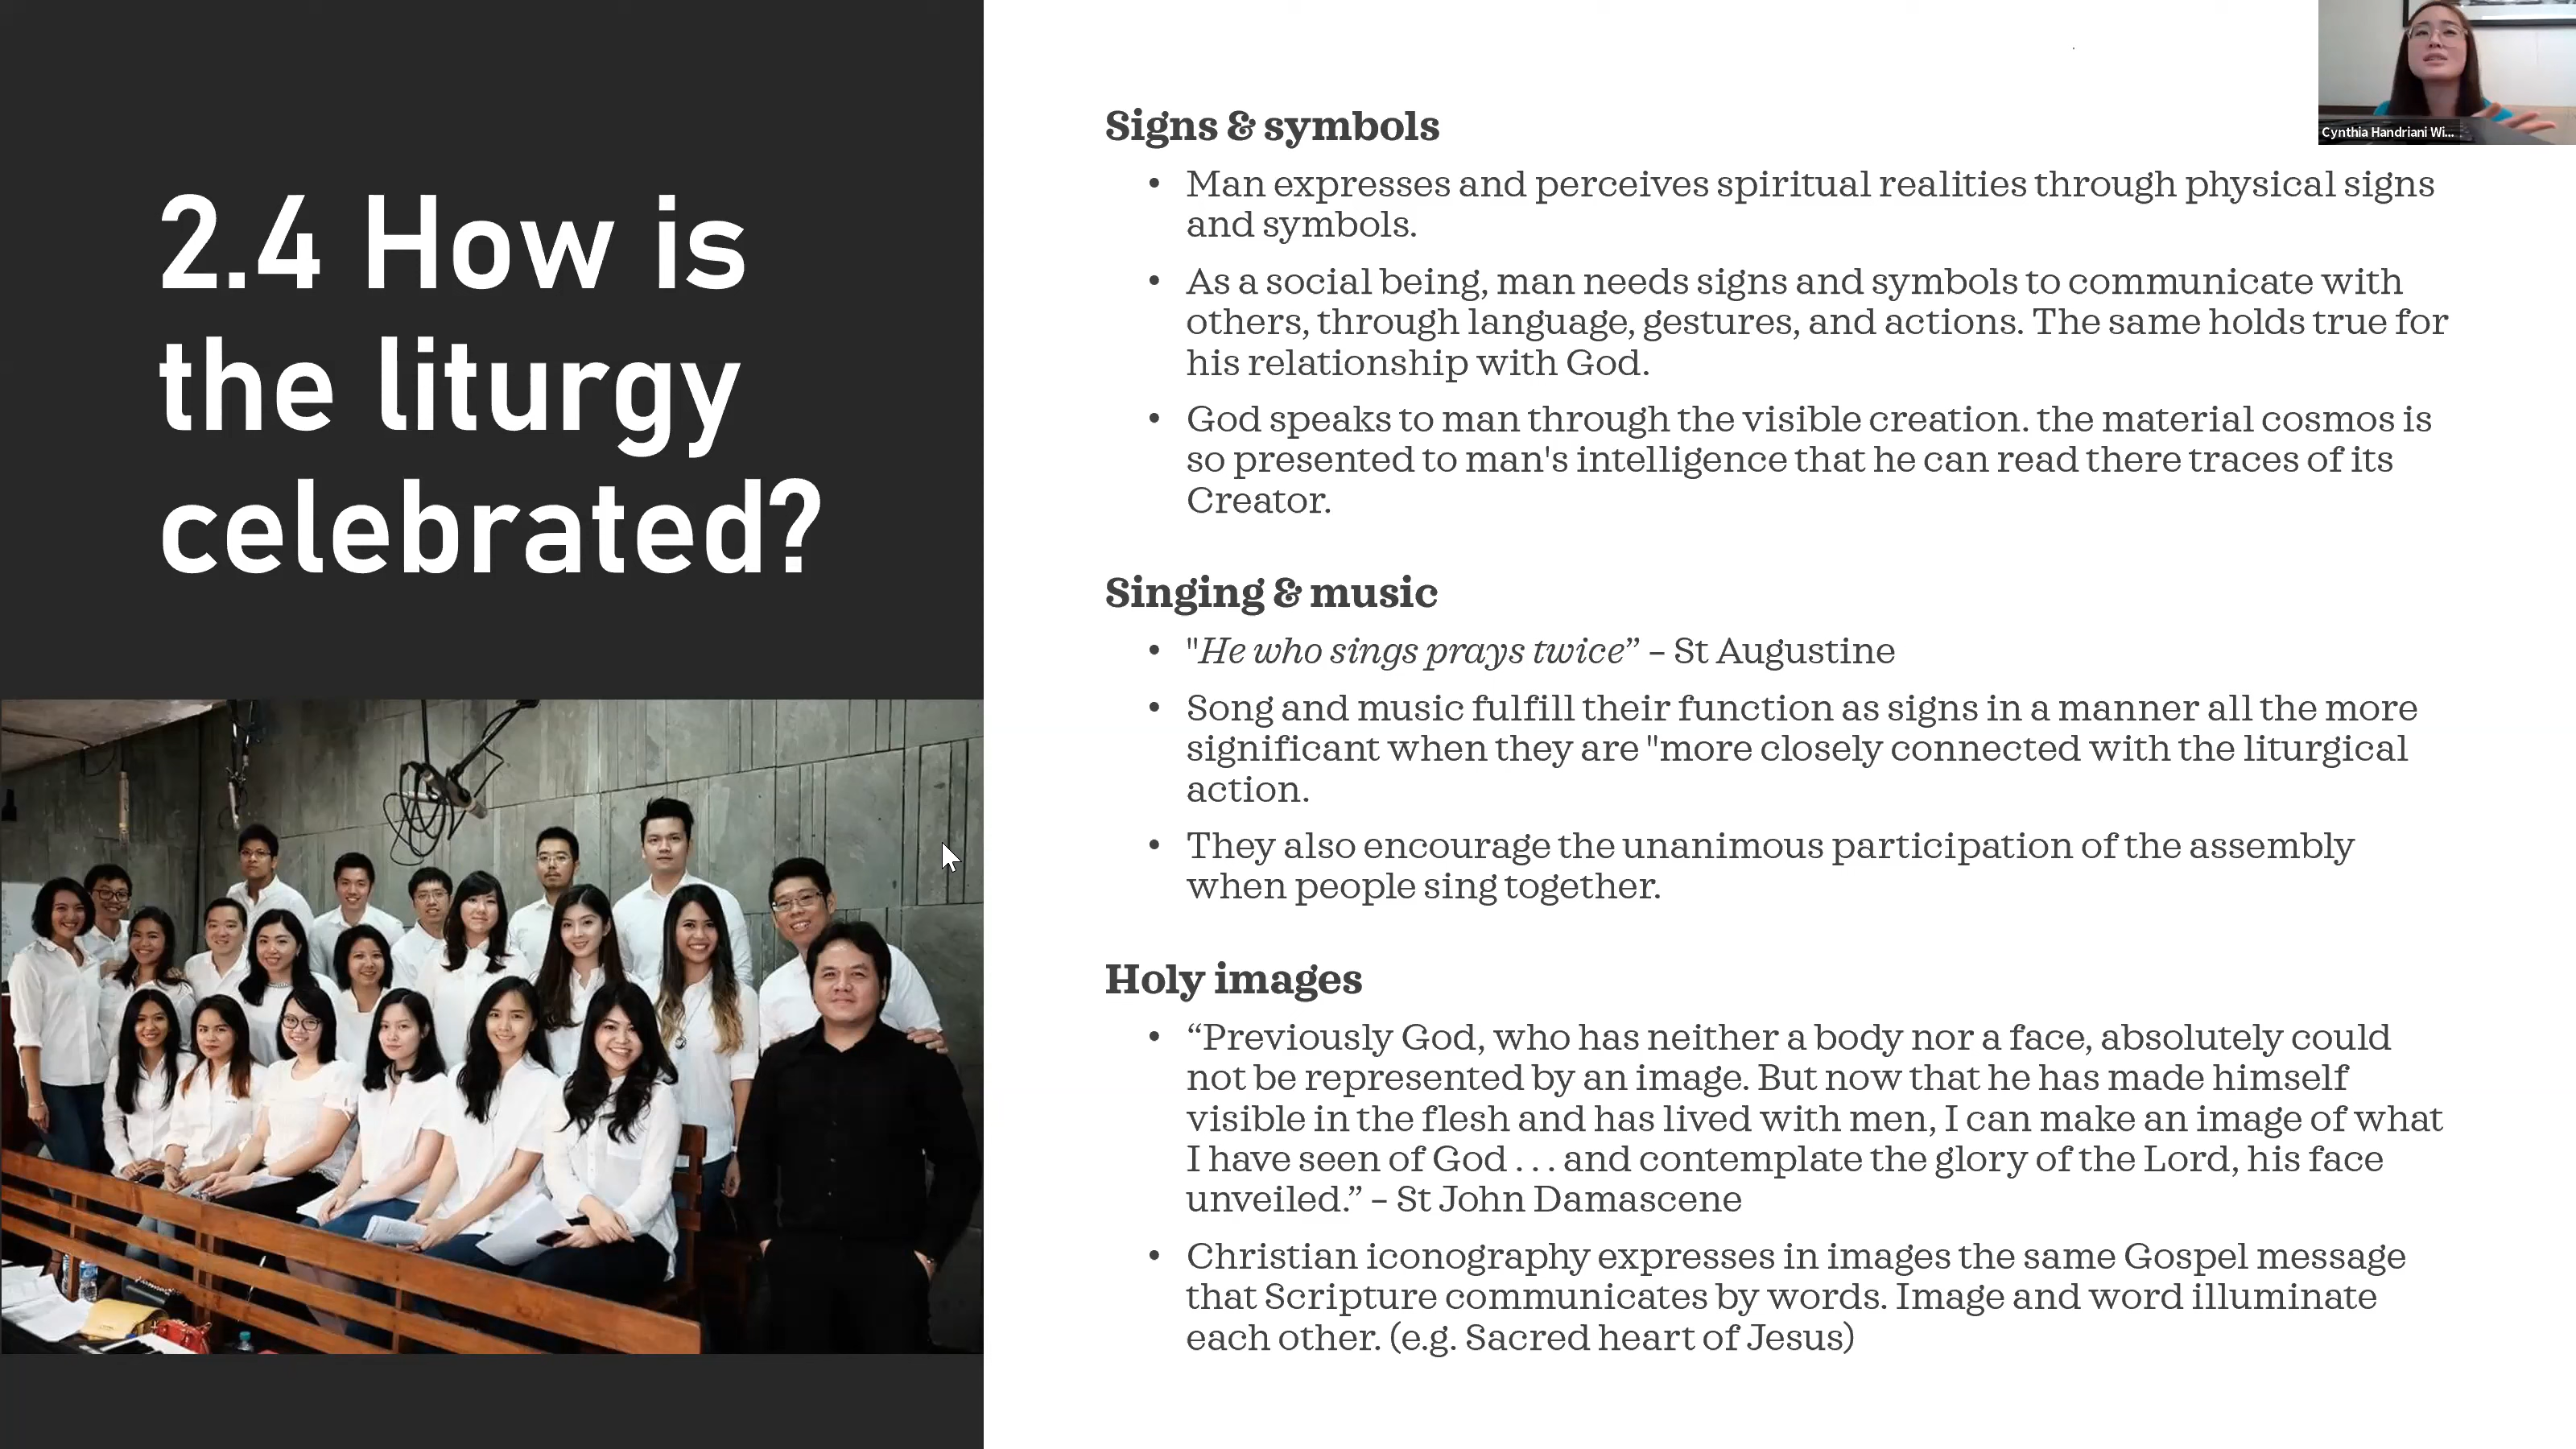 2.4 How is
the liturgy
celebrated?
Signs & symbols
• Man expresses and perceives spiritual realities through physical signs
and symbols.
• As a social being, man needs signs and symbols to communicate with
others, through language, gestures, and actions. The same holds true for
his relationship with God.
• God speaks to man through the visible creation. the material cosmos is
so presented to man's intelligence that he can read there traces of its
Creator.
Singing & music
• "He who sings prays twice” – St Augustine
• Song and music fulfill their function as signs in a manner all the more
significant when they are "more closely connected with the liturgical
action.
• They also encourage the unanimous participation of the assembly
when people sing together.
Holy images
• “Previously God, who has neither a body nor a face, absolutely could
not be represented by an image. But now that he has made himself
visible in the flesh and has lived with men, I can make an image of what
I have seen of God . . . and contemplate the glory of the Lord, his face
unveiled.” – St John Damascene
• Christian iconography expresses in images the same Gospel message
that Scripture communicates by words. Image and word illuminate
each other. (e.g. Sacred heart of Jesus)
Cynthia Handriani Wi...